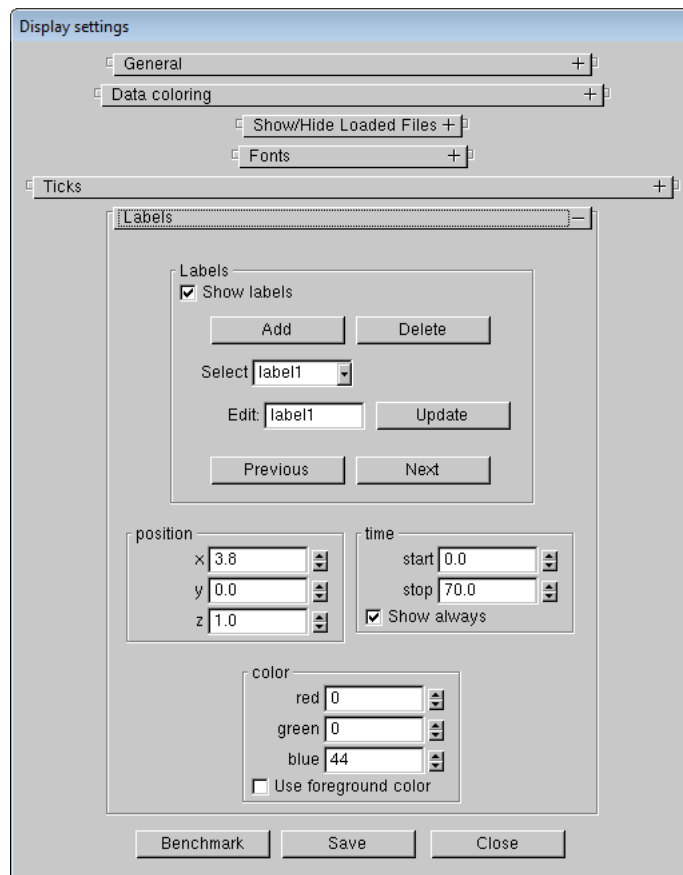 Display settings
General +
Data coloring +
Show/Hide Loaded Files +
Fonts +
Ticks +
Labels −
Labels
Show labels
Add Delete
Select label1
Edit: label1 Update
Previous Next
position time
x 3.8 start 0.0
y 0.0 stop 70.0
z 1.0 Show always
color
red 0
green 0
blue 44
Use foreground color
Benchmark Save Close